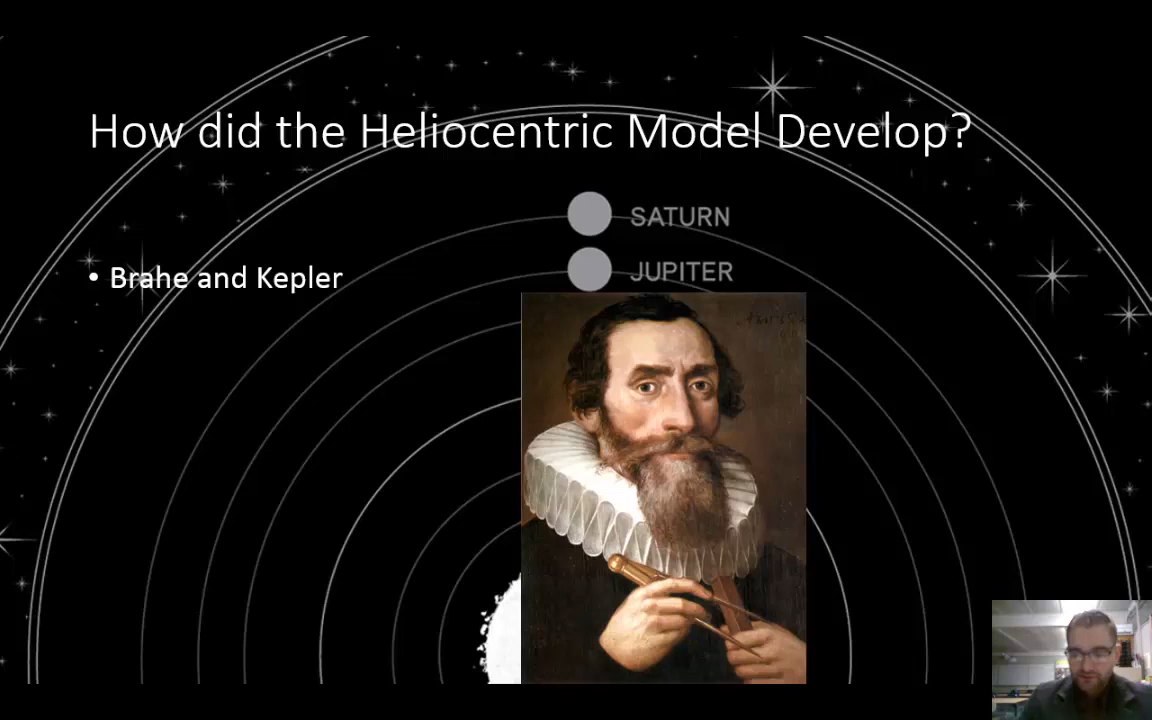 How did the Heliocentric Model Develop?
SATURN
• Brahe and Kepler
JUPITER